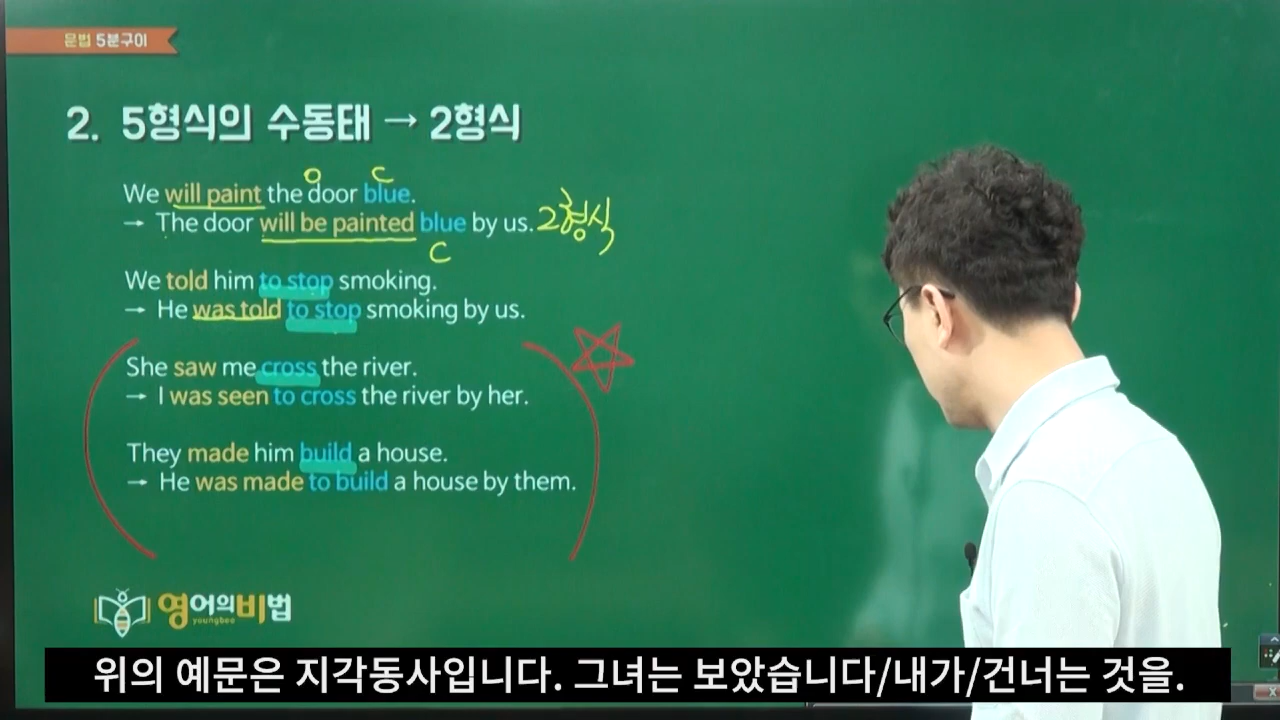 문법 5분구이
2. 5형식의 수동태 → 2형식
O C
We will paint the door blue.
→ The door will be painted blue by us. 2형식
C
We told him to stop smoking.
→ He was told to stop smoking by us.
She saw me cross the river.
→ I was seen to cross the river by her.
They made him build a house.
→ He was made to build a house by them.
영어의비법
youngbee
위의 예문은 지각동사입니다. 그녀는 보았습니다/내가/건너는 것을.